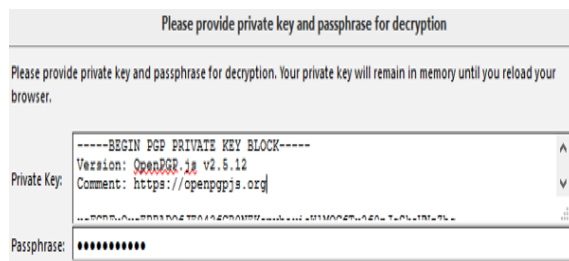 Please provide private key and passphrase for decryption
Please provide private key and passphrase for decryption. Your private key will remain in memory until you reload your
browser.
-----BEGIN PGP PRIVATE KEY BLOCK-----
Version: OpenPGP.js v2.5.12
Private Key:
Comment: https://openpgpjs.org
Passphrase: •••••••••••